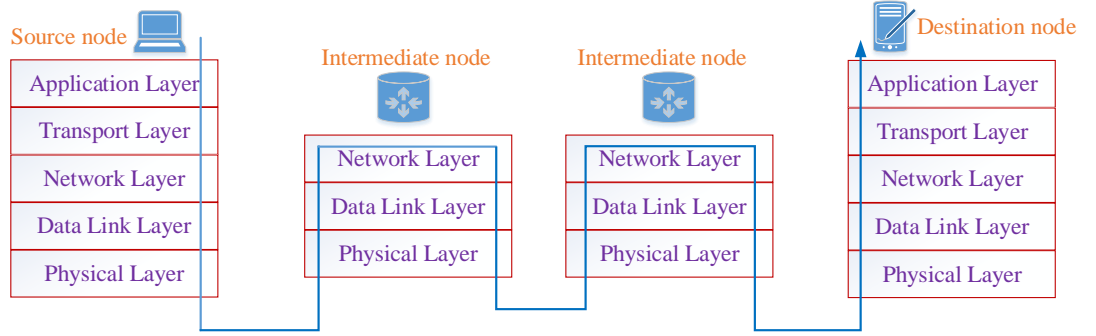 Source node
Application Layer
Transport Layer
Network Layer
Data Link Layer
Physical Layer
Intermediate node
Network Layer
Data Link Layer
Physical Layer
Intermediate node
Network Layer
Data Link Layer
Physical Layer
Destination node
Application Layer
Transport Layer
Network Layer
Data Link Layer
Physical Layer